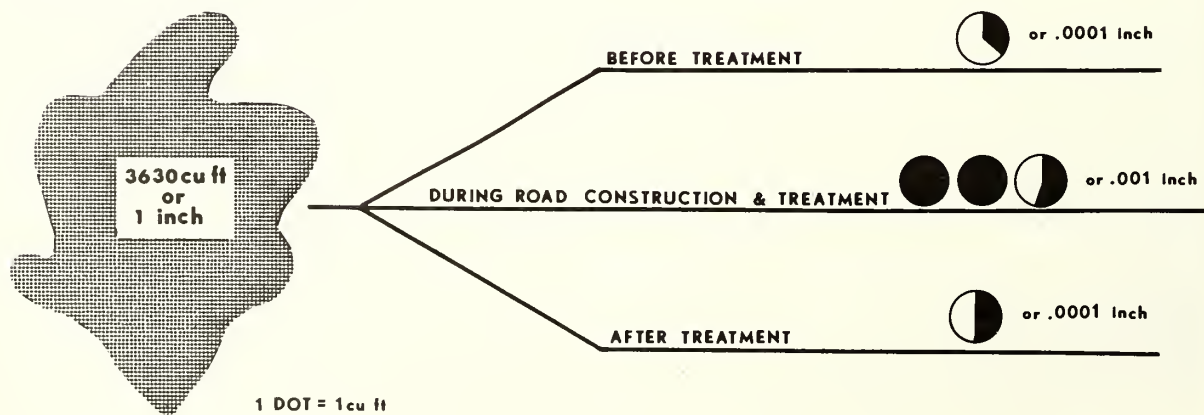 3630 cu ft
or
1 inch
BEFORE TREATMENT
or .0001 Inch
DURING ROAD CONSTRUCTION & TREATMENT
or .001 Inch
AFTER TREATMENT
or .0001 Inch
1 DOT = 1 cu ft